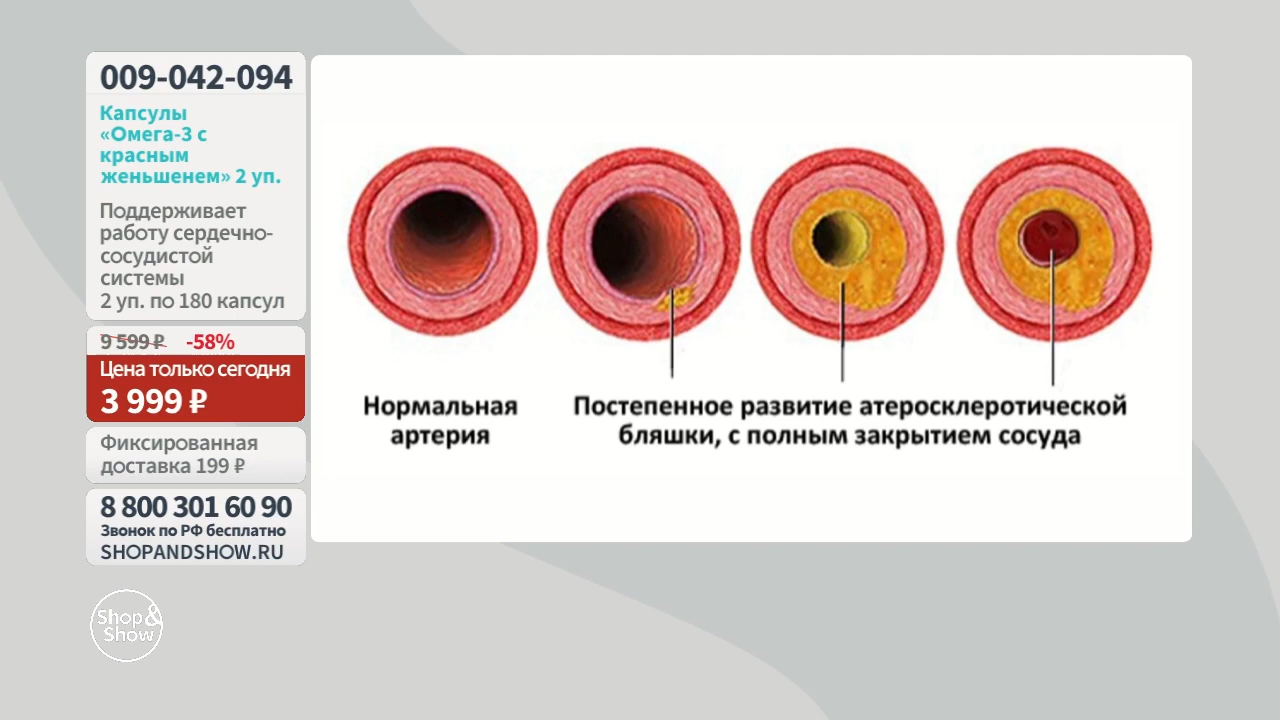 009-042-094
Капсулы
«Омега-3 с
красным
женьшенем» 2 уп.
Поддерживает
работу сердечно-
сосудистой
системы
2 уп. по 180 капсул
9 599 ₽ -58%
Цена только сегодня
3 999 ₽
Фиксированная
доставка 199 ₽
8 800 301 60 90
Звонок по РФ бесплатно
SHOPANDSHOW.RU
Shop&
Show
Нормальная
артерия
Постепенное развитие атеросклеротической
бляшки, с полным закрытием сосуда